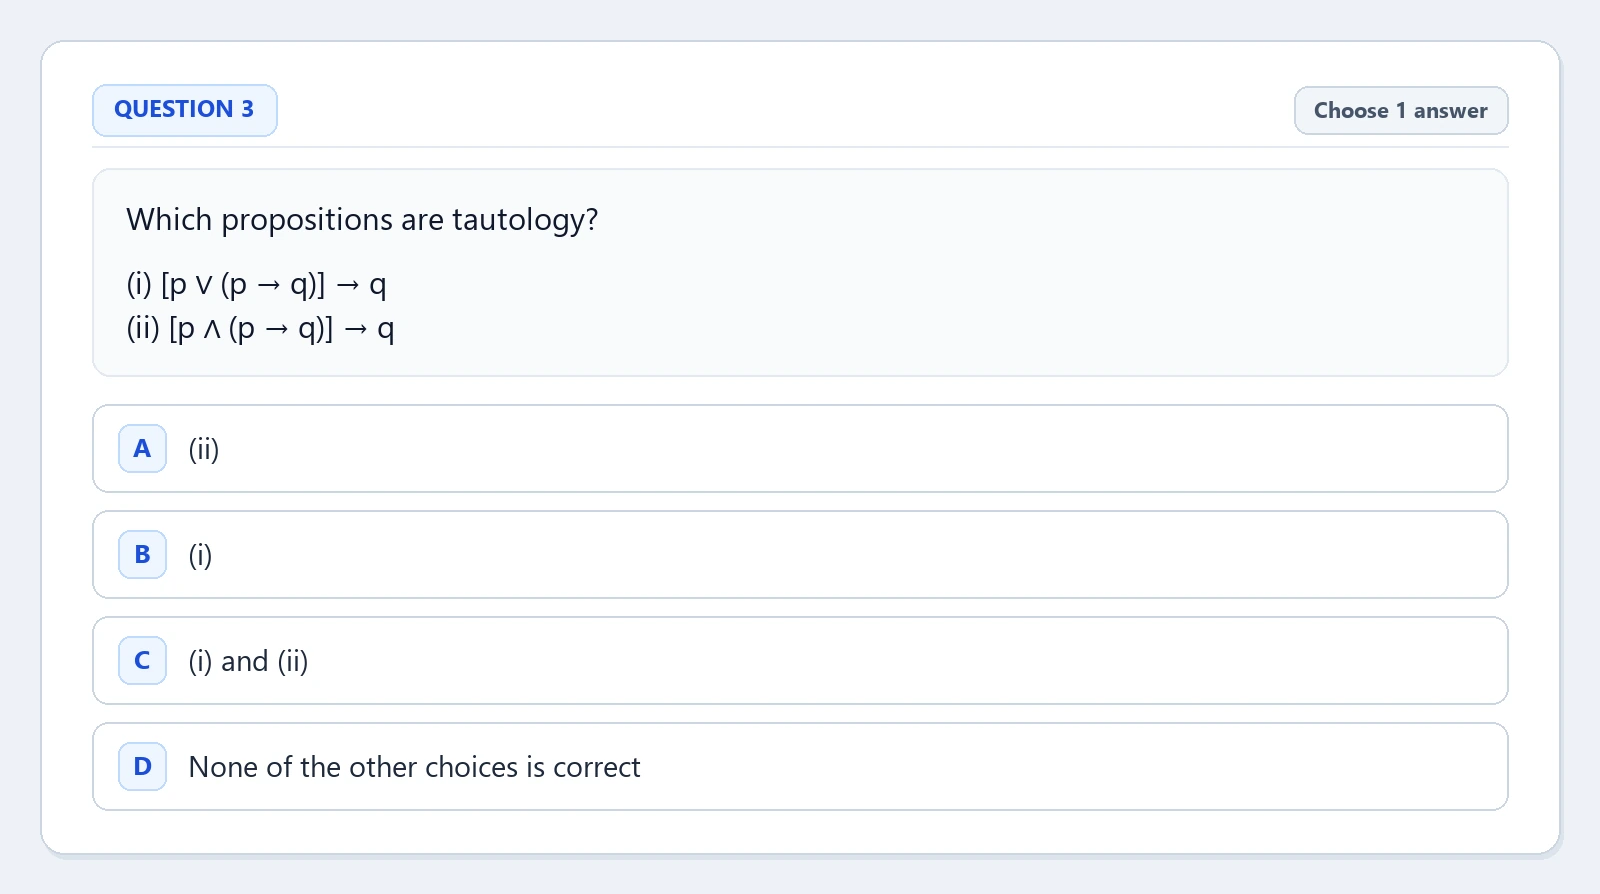 QUESTION 3
Choose 1 answer
Which propositions are tautology?
(i) [p ∨ (p → q)] → q
(ii) [p ∧ (p → q)] → q
A (ii)
B (i)
C (i) and (ii)
D None of the other choices is correct